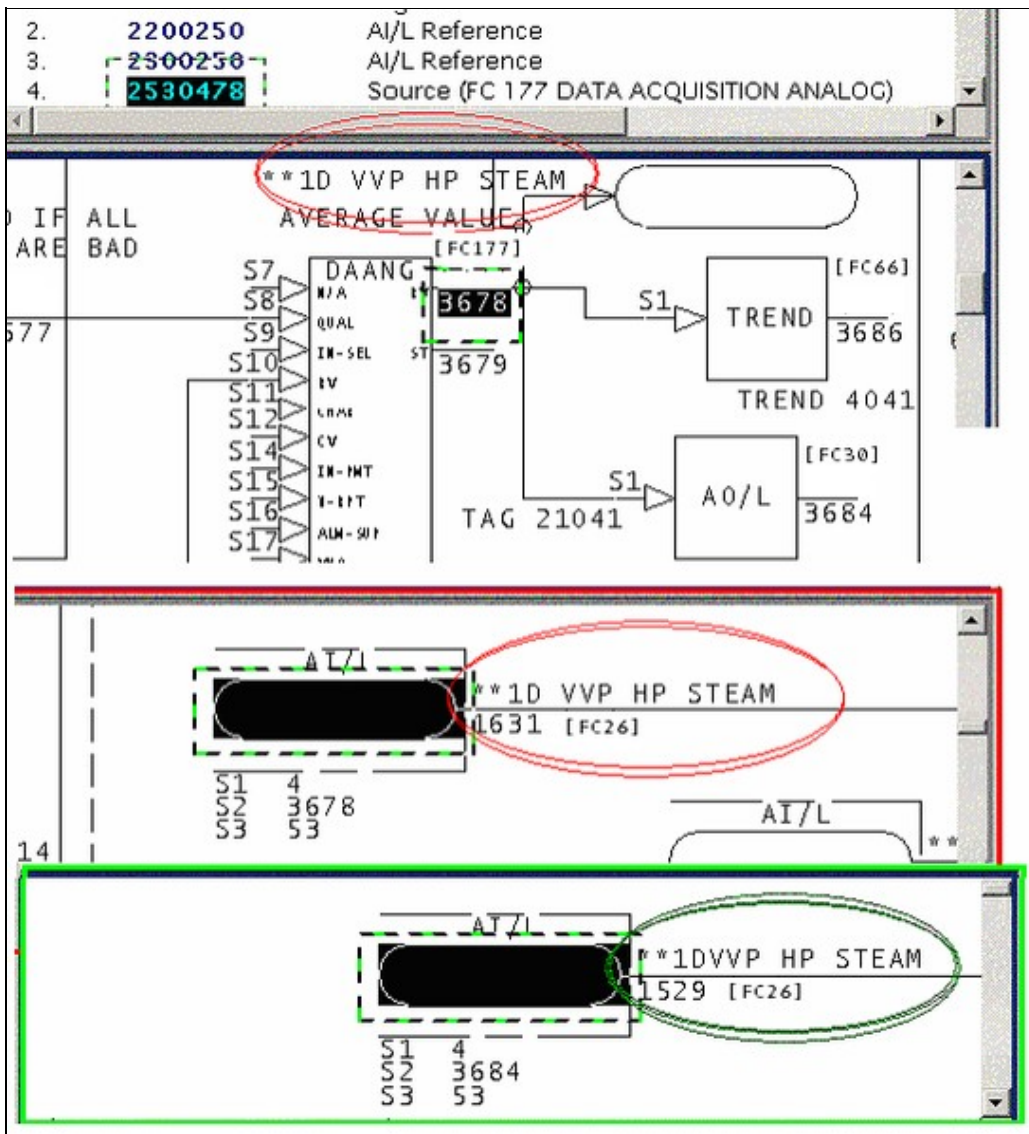 2. 2200250 AI/L Reference
3. 2300250 AI/L Reference
4. 2530478 Source (FC 177 DATA ACQUISITION ANALOG)
**1D VVP HP STEAM
IF ALL AVERAGE VALUE
ARE BAD [FC177]
S7 DAANG [FC66]
N/A 3678 S1 TREND
S8 QUAL 3686
577
S9 IN-SEL ST 3679
S10 RV TREND 4041
S11
S12 CV
S14 [FC30]
S15 S1 AO/L
S16 ALM-SUP TAG 21041 3684
S17
AI/L
**1D VVP HP STEAM
1631 [FC26]
S1 4
S2 3678
S3 53
AI/L
14 **
AI/L
**1DVVP HP STEAM
1529 [FC26]
S1 4
S2 3684
S3 53